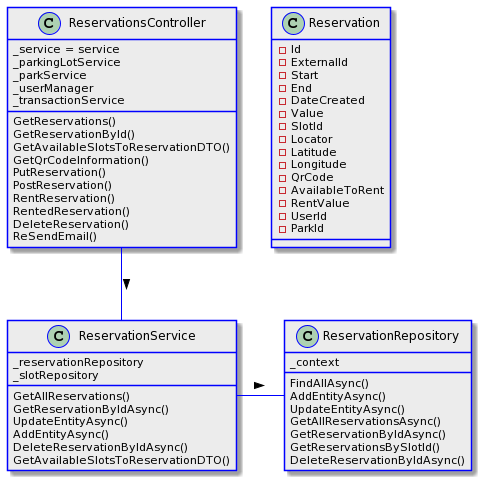 C ReservationsController
_service = service
_parkingLotService
_parkService
_userManager
_transactionService
GetReservations()
GetReservationById()
GetAvailableSlotsToReservationDTO()
GetQrCodeInformation()
PutReservation()
PostReservation()
RentReservation()
RentedReservation()
DeleteReservation()
ReSendEmail()
C Reservation
Id
ExternalId
Start
End
DateCreated
Value
SlotId
Locator
Latitude
Longitude
QrCode
AvailableToRent
RentValue
UserId
ParkId
C ReservationService
_reservationRepository
_slotRepository
GetAllReservations()
GetReservationByIdAsync()
UpdateEntityAsync()
AddEntityAsync()
DeleteReservationByIdAsync()
GetAvailableSlotsToReservationDTO()
C ReservationRepository
_context
FindAllAsync()
AddEntityAsync()
UpdateEntityAsync()
GetAllReservationsAsync()
GetReservationByIdAsync()
GetReservationsBySlotId()
DeleteReservationByIdAsync()